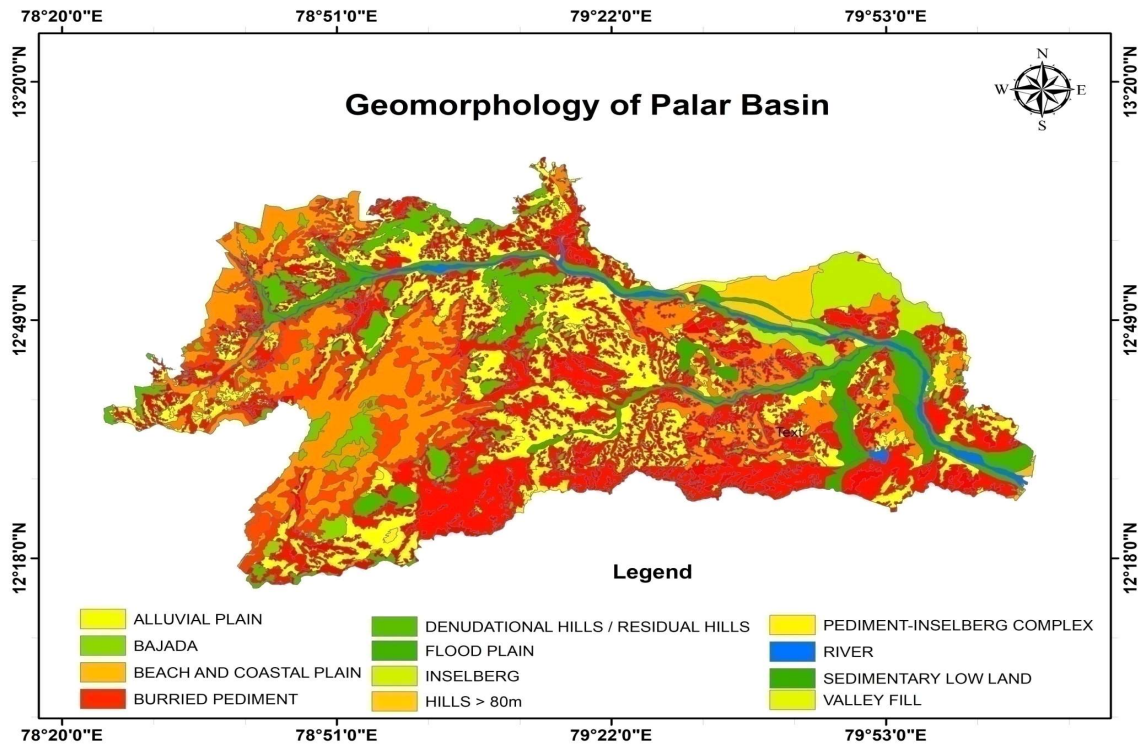 78°20'0"E 78°51'0"E 79°22'0"E 79°53'0"E
13°20'0"N
13°20'0"N
Geomorphology of Palar Basin
N
W E
S
12°49'0"N
12°49'0"N
Text
12°18'0"N
12°18'0"N
Legend
ALLUVIAL PLAIN
BAJADA
BEACH AND COASTAL PLAIN
BURRIED PEDIMENT
DENUDATIONAL HILLS / RESIDUAL HILLS
FLOOD PLAIN
INSELBERG
HILLS > 80m
PEDIMENT-INSELBERG COMPLEX
RIVER
SEDIMENTARY LOW LAND
VALLEY FILL
78°20'0"E 78°51'0"E 79°22'0"E 79°53'0"E